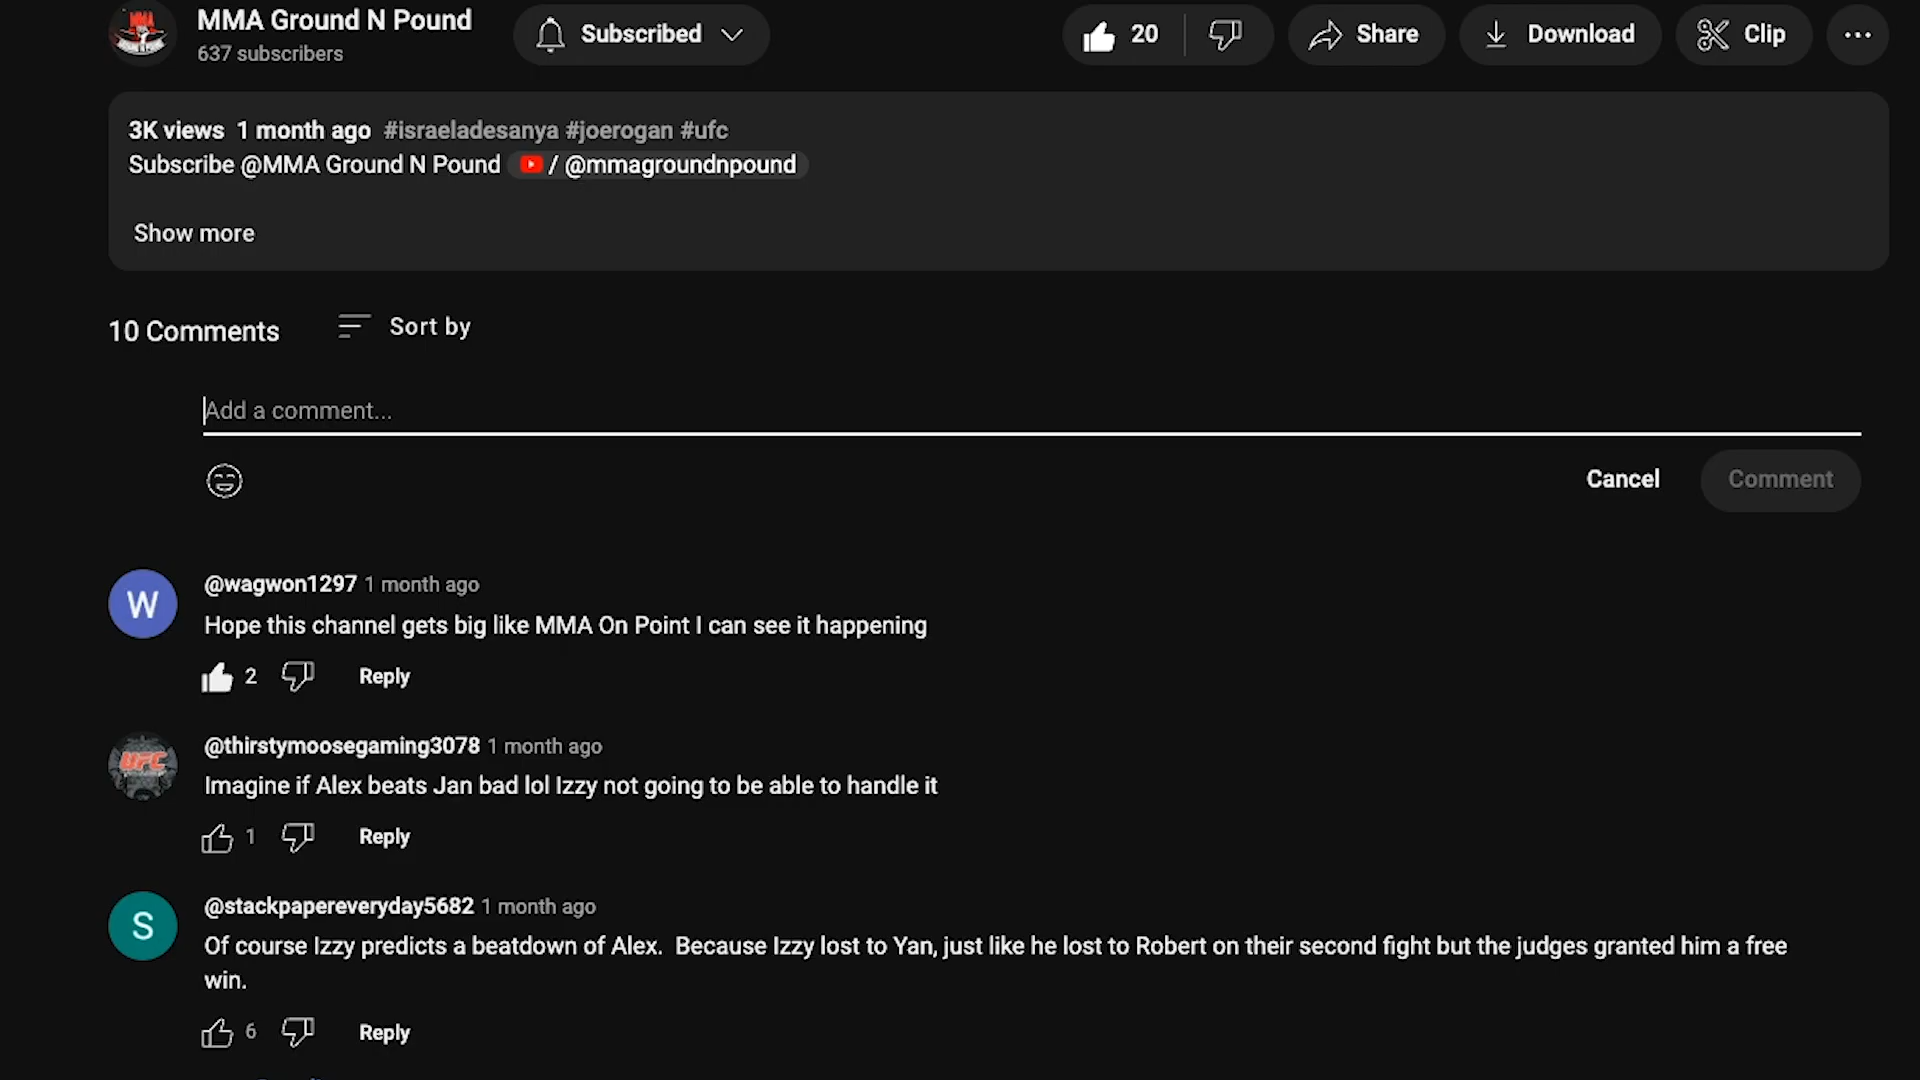 MMA Ground N Pound
637 subscribers
Subscribed
20
Share
Download
Clip
3K views 1 month ago #israeladesanya #joerogan #ufc
Subscribe @MMA Ground N Pound / @mmagroundnpound
Show more
10 Comments
Sort by
Add a comment...
Cancel
Comment
W
@wagwon1297 1 month ago
Hope this channel gets big like MMA On Point I can see it happening
2
Reply
UFC
@thirstymoosegaming3078 1 month ago
Imagine if Alex beats Jan bad lol Izzy not going to be able to handle it
1
Reply
S
@stackpapereveryday5682 1 month ago
Of course Izzy predicts a beatdown of Alex. Because Izzy lost to Yan, just like he lost to Robert on their second fight but the judges granted him a free
win.
6
Reply